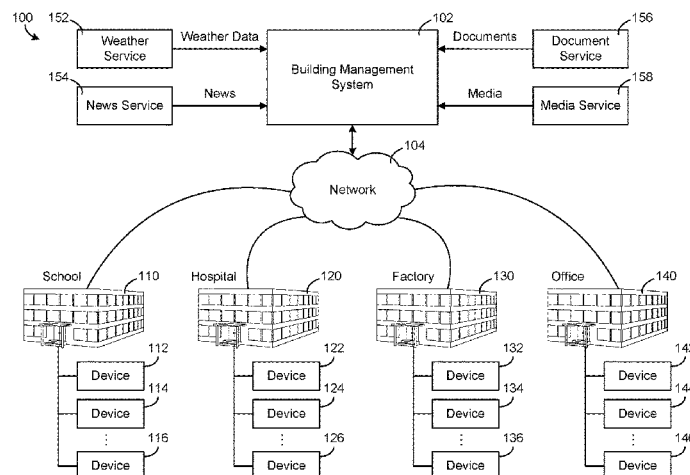 100
152
Weather Service
Weather Data
102
Building Management System
Documents
156
Document Service
154
News Service
News
Media
158
Media Service
104
Network
School
110
Hospital
120
Factory
130
Office
140
112
Device
122
Device
132
Device
Device
114
Device
124
Device
134
Device
144
Device
116
Device
126
Device
136
Device
146
Device